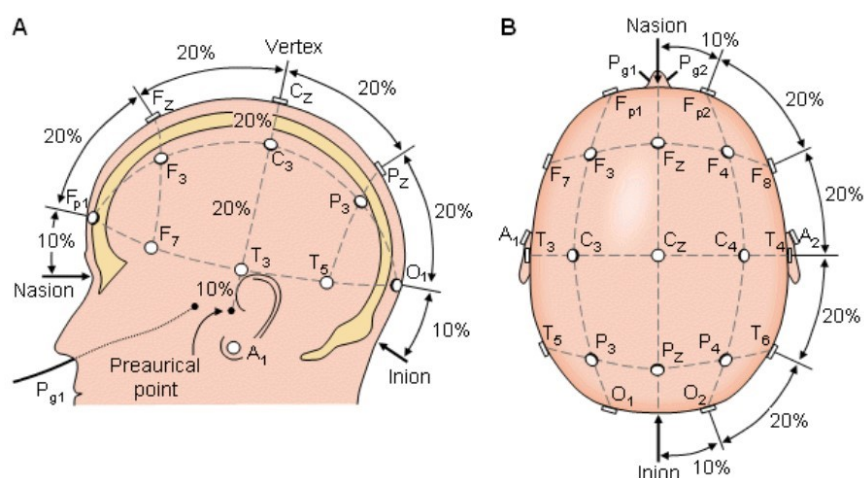 A
20%
Vertex
20%
FZ
CZ
20%
20%
F3
C3
PZ
Fp1
20%
P3
20%
10%
F7
T3
T5
O1
Nasion
10%
10%
Preaurical
point
A1
Inion
Pg1
B
Nasion
10%
Pg1
Pg2
Fp1
Fp2
20%
F7
F3
FZ
F4
F8
20%
A1
T3
C3
CZ
C4
T4
A2
20%
T5
P3
PZ
P4
T6
O1
O2
20%
Inion
10%